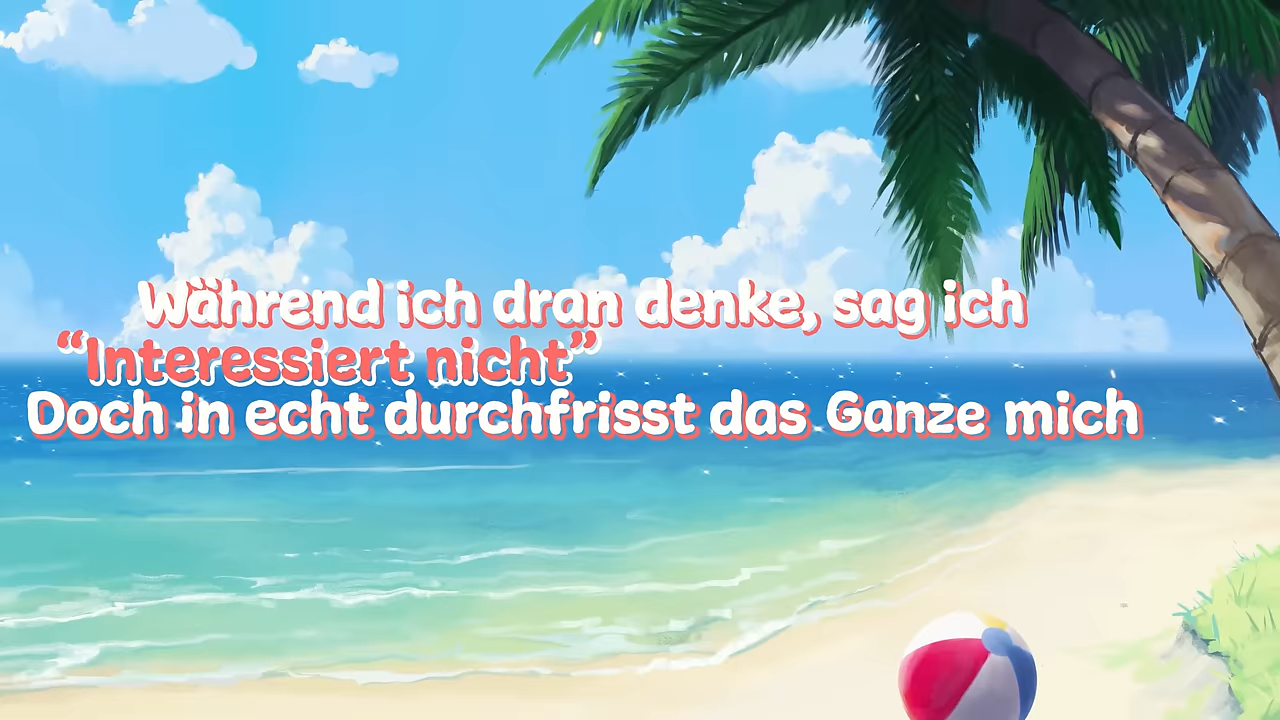 Während ich dran denke, sag ich
“Interessiert nicht”
Doch in echt durchfrisst das Ganze mich